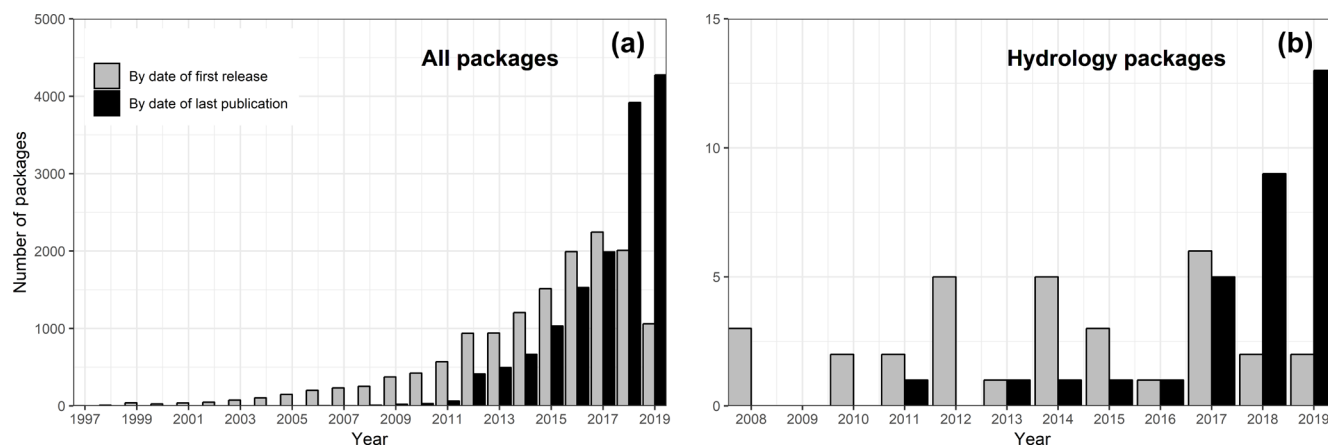 (a)
All packages
By date of first release
By date of last publication
Number of packages
5000
4000
3000
2000
1000
0
1997 1999 2001 2003 2005 2007 2009 2011 2013 2015 2017 2019
Year
(b)
Hydrology packages
15
10
5
0
2008 2009 2010 2011 2012 2013 2014 2015 2016 2017 2018 2019
Year